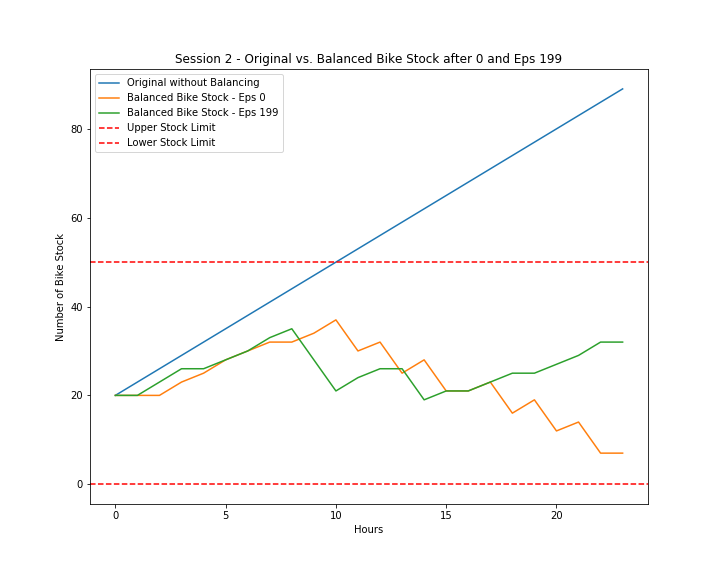 Session 2 - Original vs. Balanced Bike Stock after 0 and Eps 199
Original without Balancing
Balanced Bike Stock - Eps 0
Balanced Bike Stock - Eps 199
Upper Stock Limit
Lower Stock Limit
Number of Bike Stock
80
60
40
20
0
0 5 10 15 20
Hours